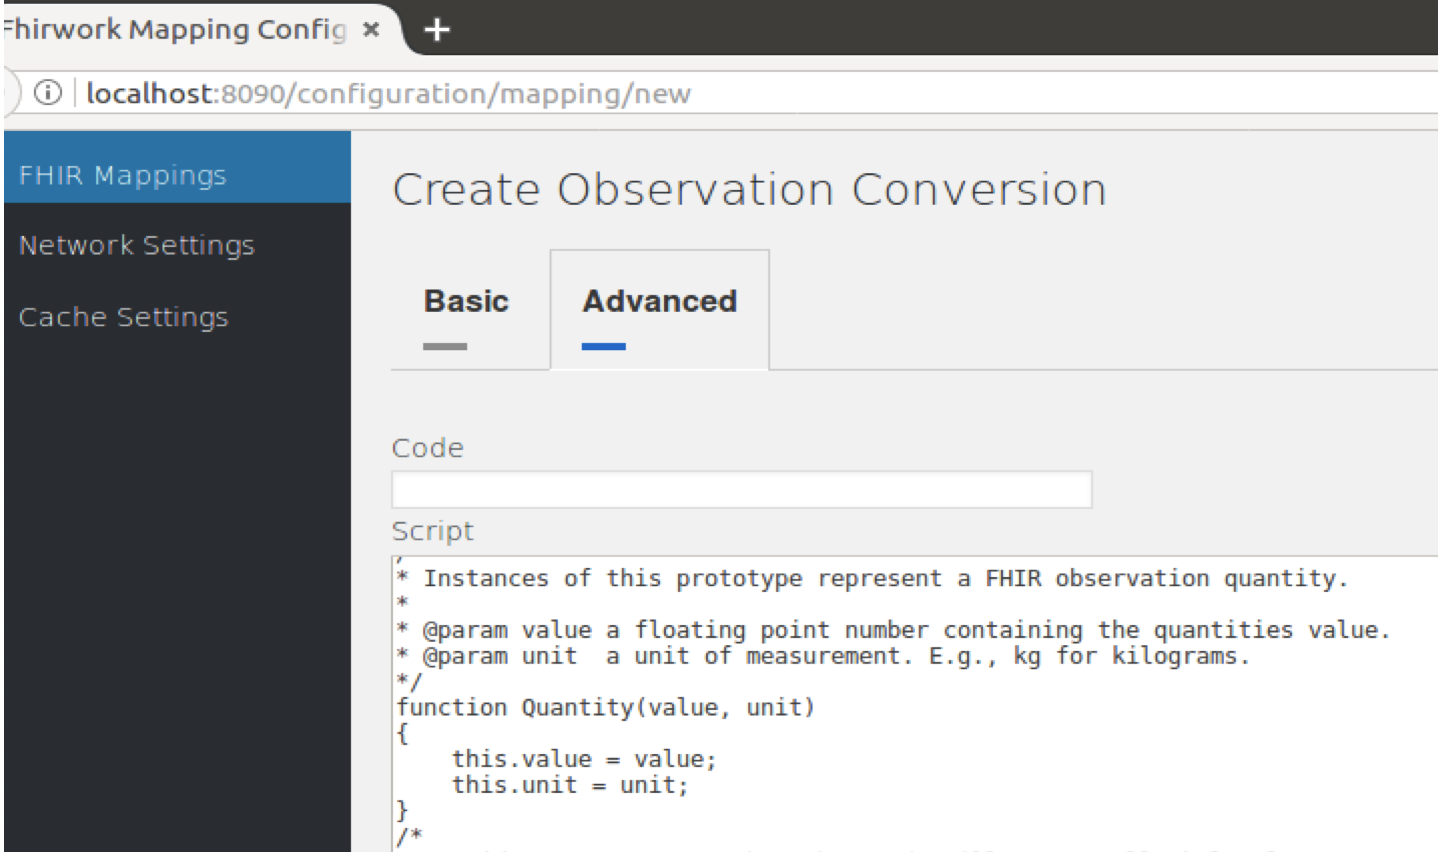 Fhirwork Mapping Config ×
localhost:8090/configuration/mapping/new
FHIR Mappings
Network Settings
Cache Settings
Create Observation Conversion
Basic
Advanced
Code
Script
* Instances of this prototype represent a FHIR observation quantity.
*
* @param value a floating point number containing the quantities value.
* @param unit  a unit of measurement. E.g., kg for kilograms.
*/
function Quantity(value, unit)
{
    this.value = value;
    this.unit = unit;
}
/*